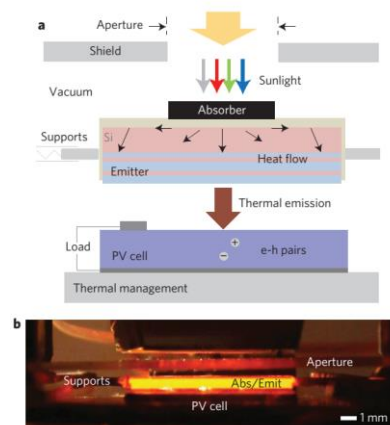 a
Aperture
Shield
Sunlight
Vacuum
Absorber
Supports
Si
Heat flow
Emitter
Thermal emission
Load
+
−
PV cell
e-h pairs
Thermal management
b
Aperture
Supports
Abs/Emit
PV cell
1 mm